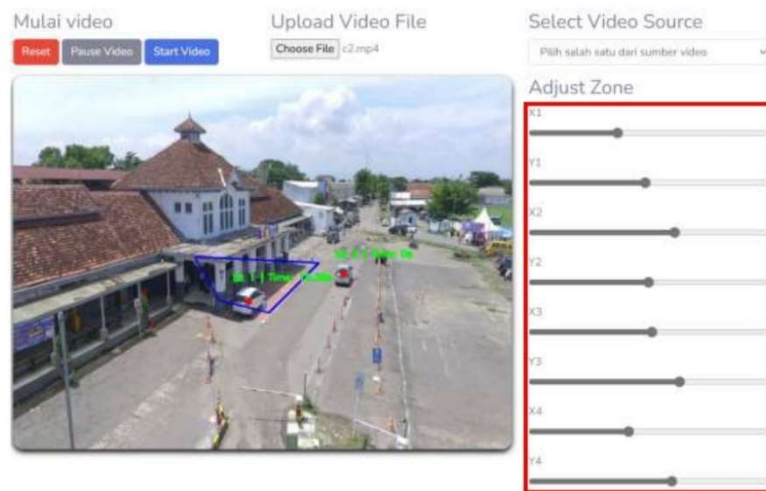 Mulai video
Reset
Pause Video
Start Video
Upload Video File
Choose File c2.mp4
Select Video Source
Pilih salah satu dari sumber video
Adjust Zone
X1
Y1
X2
Y2
X3
Y3
X4
Y4